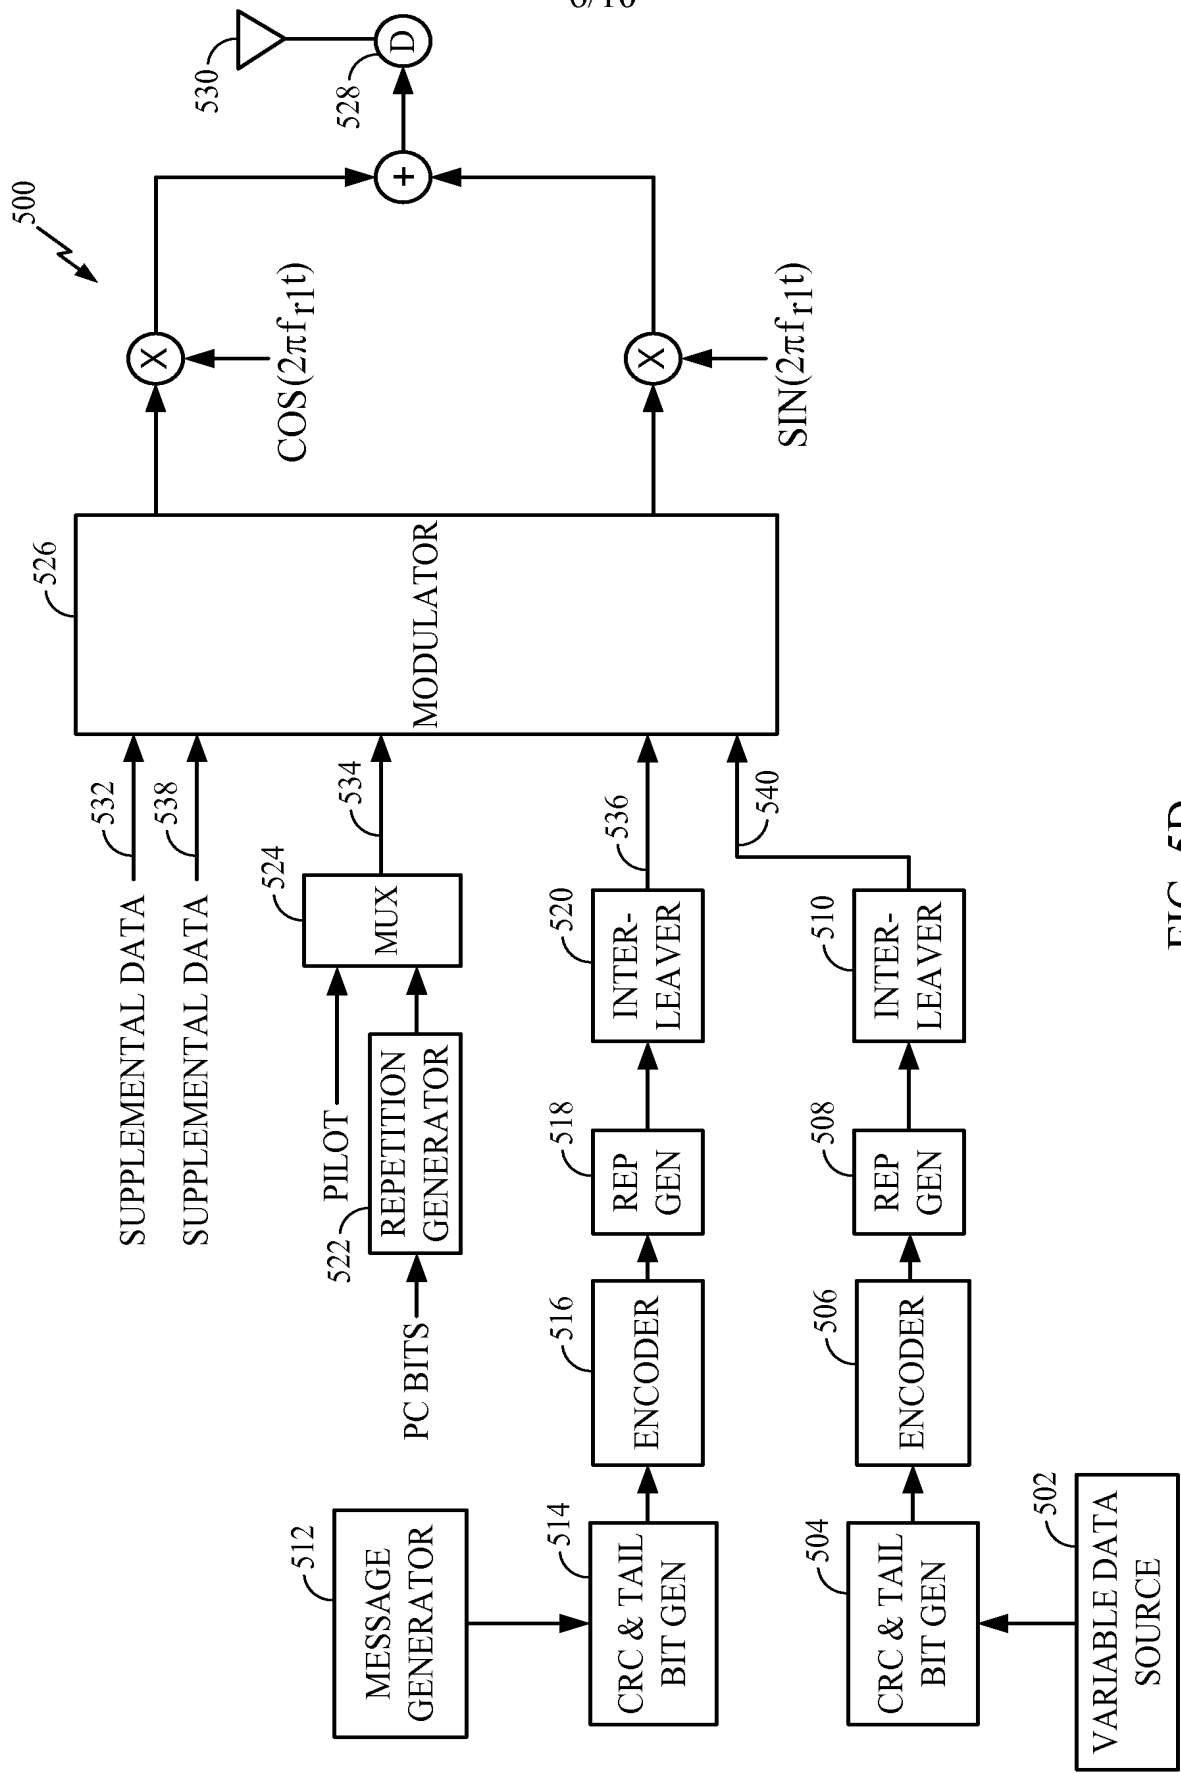 500
530
528
D
+
X
COS(2πf_r1t)
X
SIN(2πf_r1t)
526
MODULATOR
532
538
534
536
540
SUPPLEMENTAL DATA
SUPPLEMENTAL DATA
524
MUX
PILOT
522
REPETITION
GENERATOR
PC BITS
520
INTER-
LEAVER
510
INTER-
LEAVER
518
REP
GEN
508
REP
GEN
516
ENCODER
506
ENCODER
512
MESSAGE
GENERATOR
514
CRC & TAIL
BIT GEN
504
CRC & TAIL
BIT GEN
502
VARIABLE DATA
SOURCE